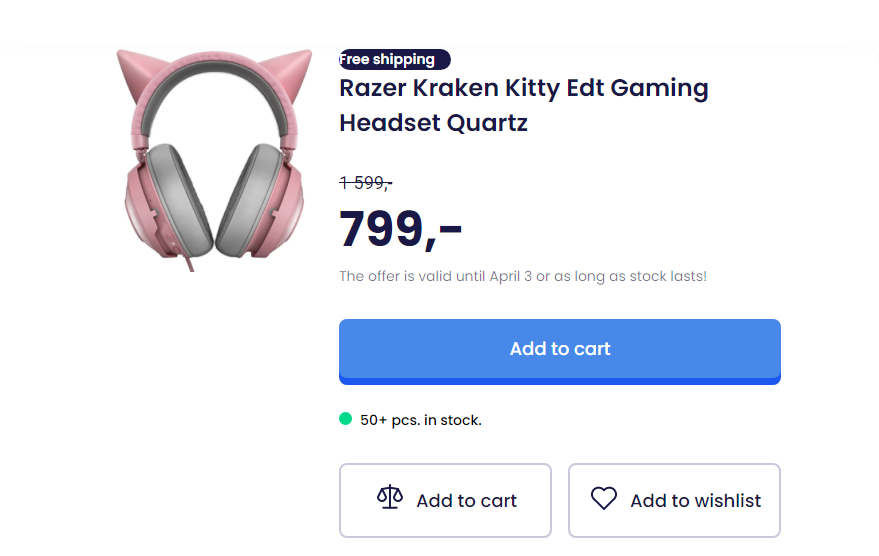 Free shipping
Razer Kraken Kitty Edt Gaming
Headset Quartz
1 599,-
799,-
The offer is valid until April 3 or as long as stock lasts!
Add to cart
50+ pcs. in stock.
Add to cart
Add to wishlist